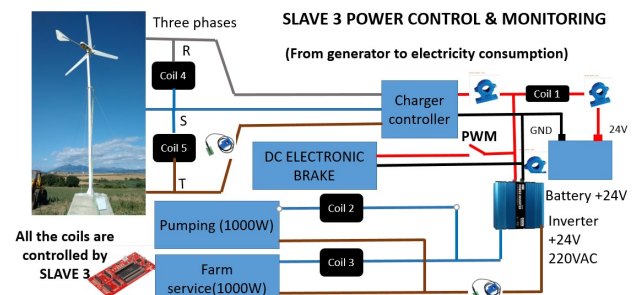 SLAVE 3 POWER CONTROL & MONITORING
Three phases
(From generator to electricity consumption)
R
Coil 4
S
Coil 5
T
Charger
controller
Coil 1
GND
24V
PWM
DC ELECTRONIC
BRAKE
Battery +24V
Inverter
+24V
220VAC
Pumping (1000W)
Coil 2
Coil 3
Farm
service(1000W)
All the coils are
controlled by
SLAVE 3